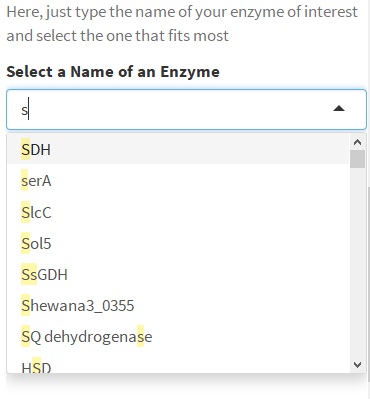 Here, just type the name of your enzyme of interest
and select the one that fits most
Select a Name of an Enzyme
s
SDH
serA
SlcC
Sol5
SsGDH
Shewana3_0355
SQ dehydrogenase
HSD